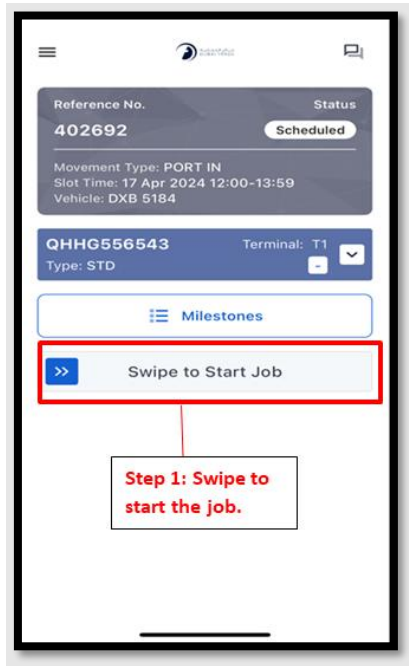 Reference No. Status
402692 Scheduled
Movement Type: PORT IN
Slot Time: 17 Apr 2024 12:00-13:59
Vehicle: DXB 5184
QHHG556543 Terminal: T1
Type: STD -
Milestones
Swipe to Start Job
Step 1: Swipe to
start the job.